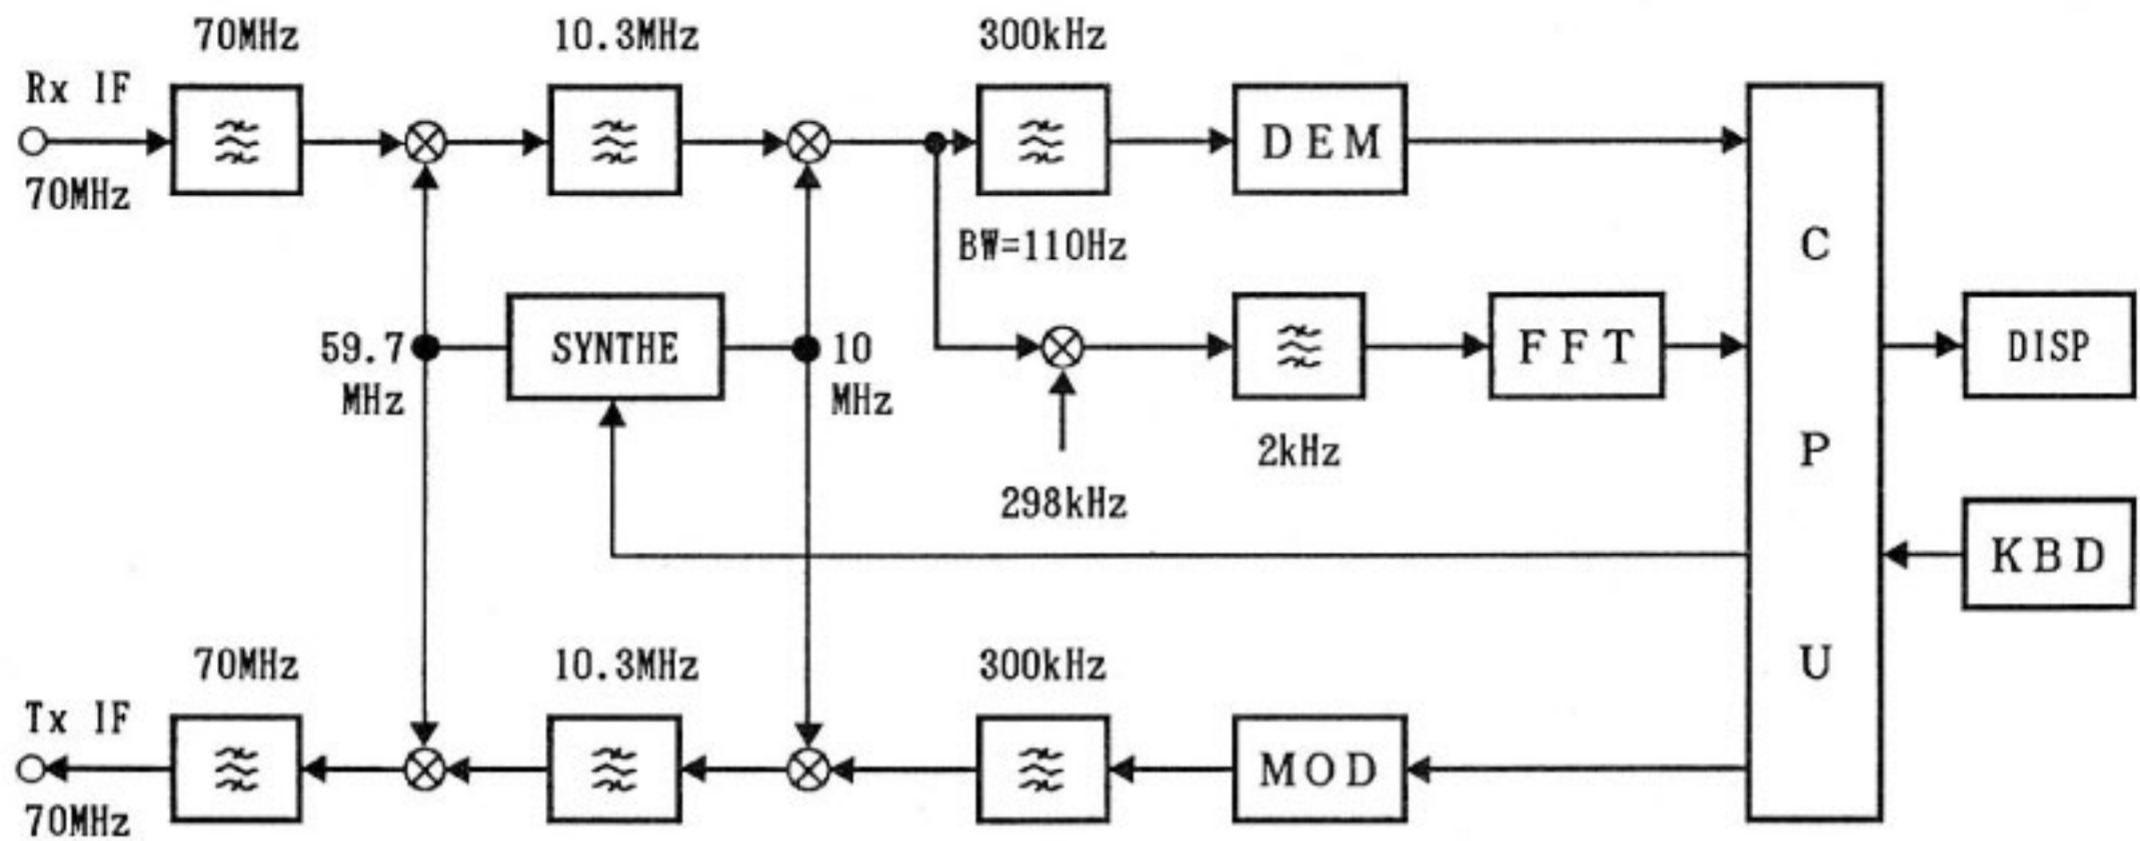 70MHz
10.3MHz
300kHz
Rx IF
70MHz
DEM
BW=110Hz
59.7
MHz
SYNTHE
10
MHz
298kHz
2kHz
FFT
C
P
U
DISP
KBD
70MHz
10.3MHz
300kHz
Tx IF
70MHz
MOD